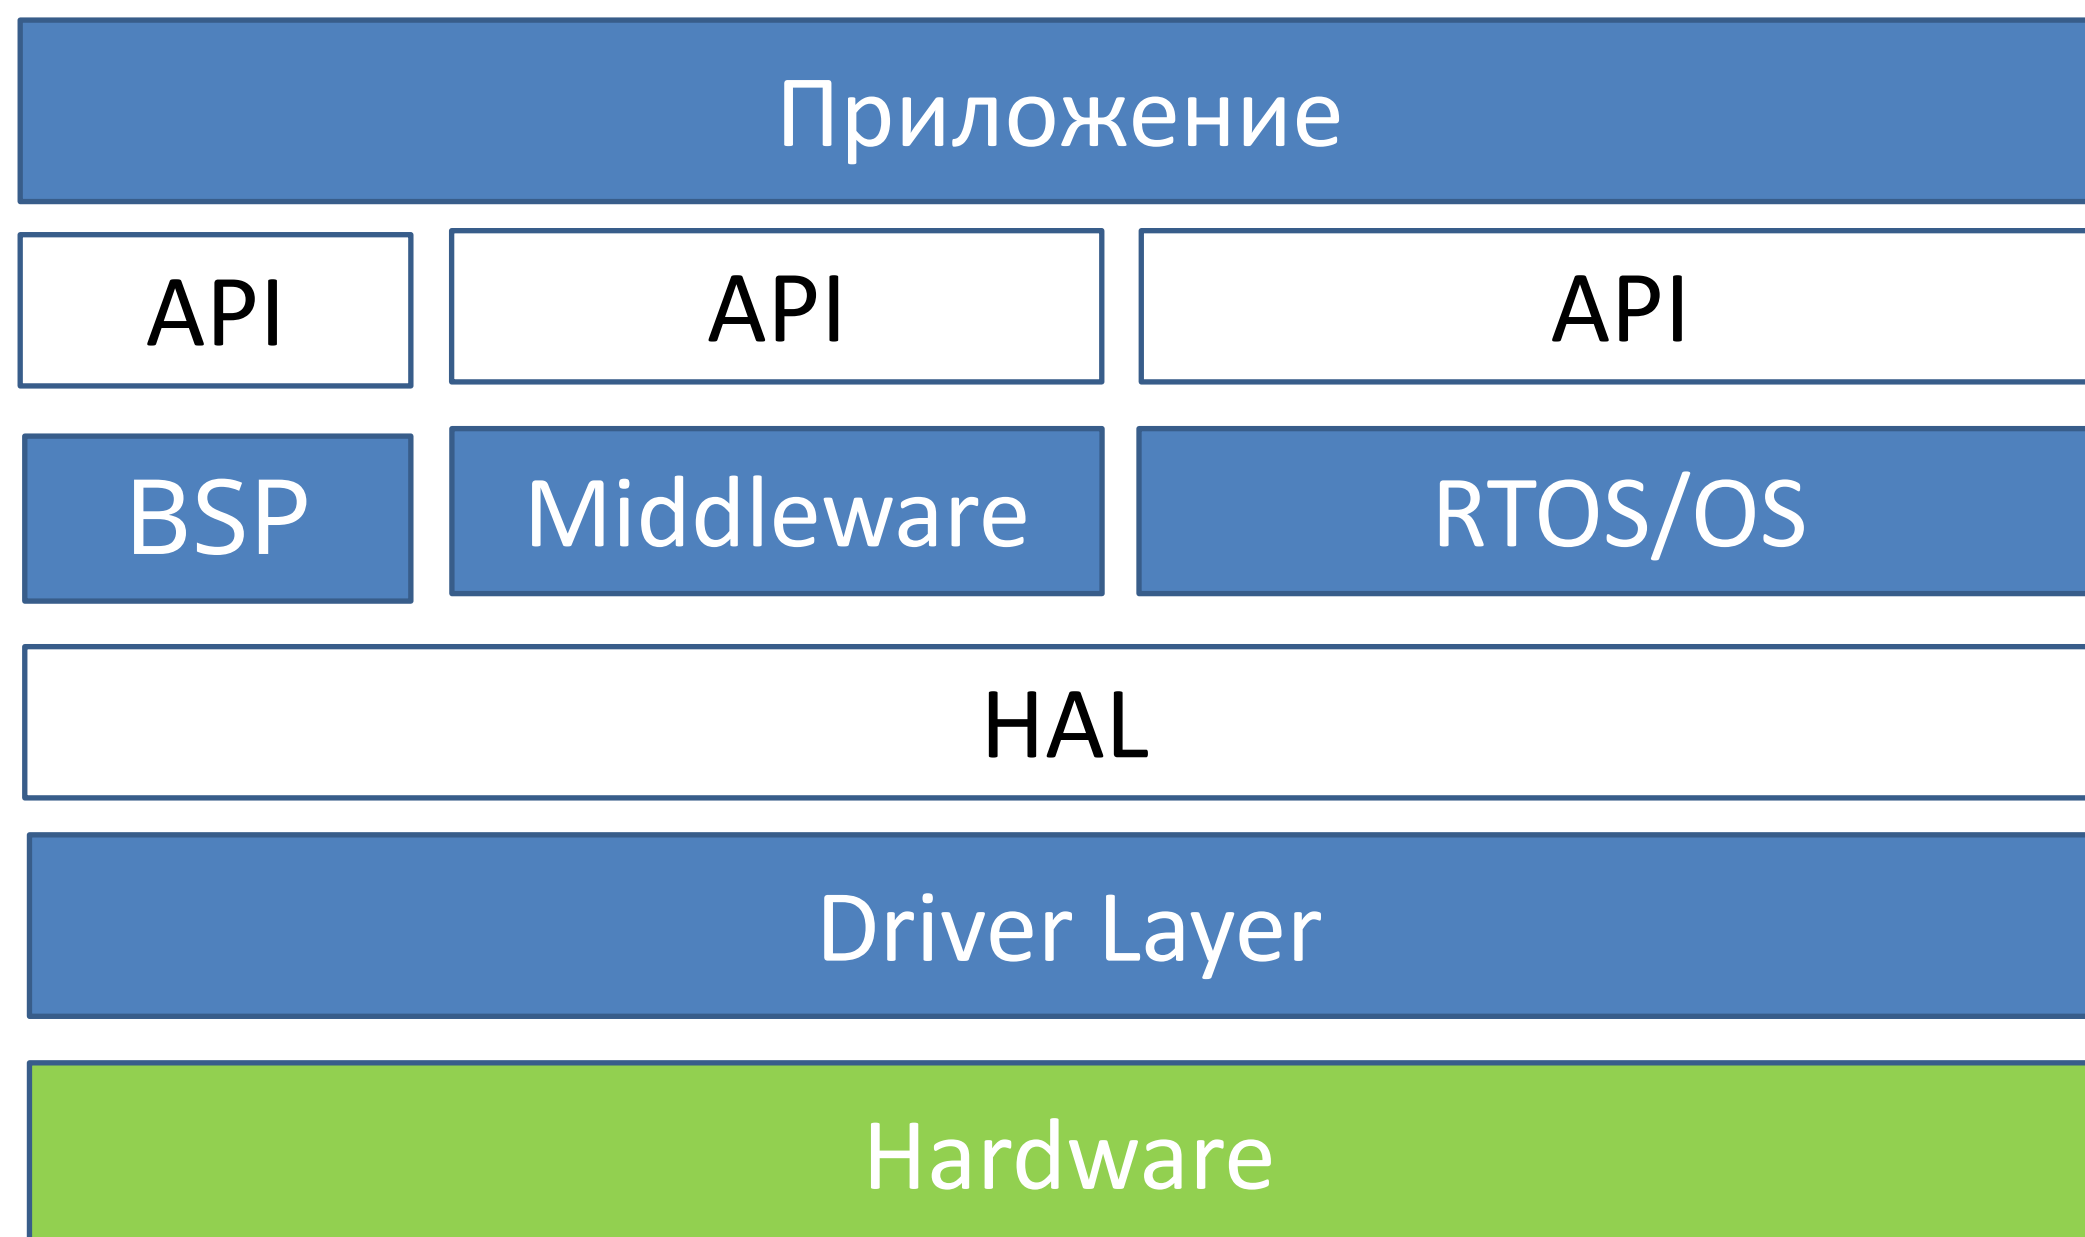 Приложение
API API API
BSP Middleware RTOS/OS
HAL
Driver Layer
Hardware